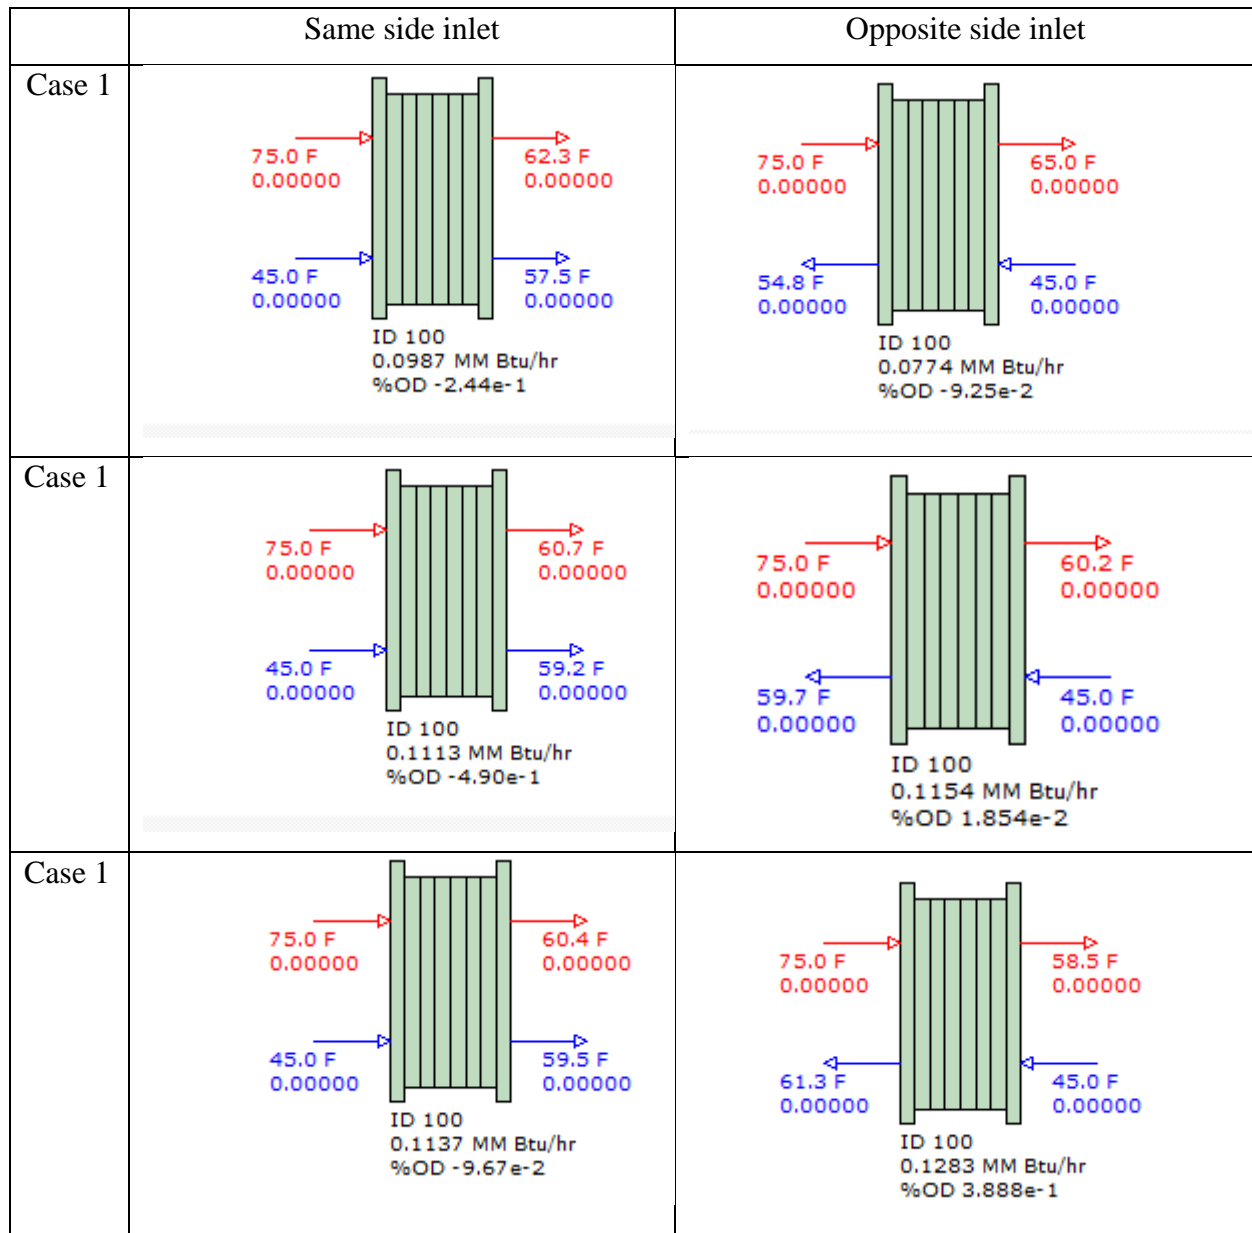 Same side inlet
Opposite side inlet
Case 1
75.0 F
0.00000
62.3 F
0.00000
45.0 F
0.00000
57.5 F
0.00000
ID 100
0.0987 MM Btu/hr
%OD -2.44e-1
75.0 F
0.00000
65.0 F
0.00000
54.8 F
0.00000
45.0 F
0.00000
ID 100
0.0774 MM Btu/hr
%OD -9.25e-2
Case 1
75.0 F
0.00000
60.7 F
0.00000
45.0 F
0.00000
59.2 F
0.00000
ID 100
0.1113 MM Btu/hr
%OD -4.90e-1
75.0 F
0.00000
60.2 F
0.00000
59.7 F
0.00000
45.0 F
0.00000
ID 100
0.1154 MM Btu/hr
%OD 1.854e-2
Case 1
75.0 F
0.00000
60.4 F
0.00000
45.0 F
0.00000
59.5 F
0.00000
ID 100
0.1137 MM Btu/hr
%OD -9.67e-2
75.0 F
0.00000
58.5 F
0.00000
61.3 F
0.00000
45.0 F
0.00000
ID 100
0.1283 MM Btu/hr
%OD 3.888e-1